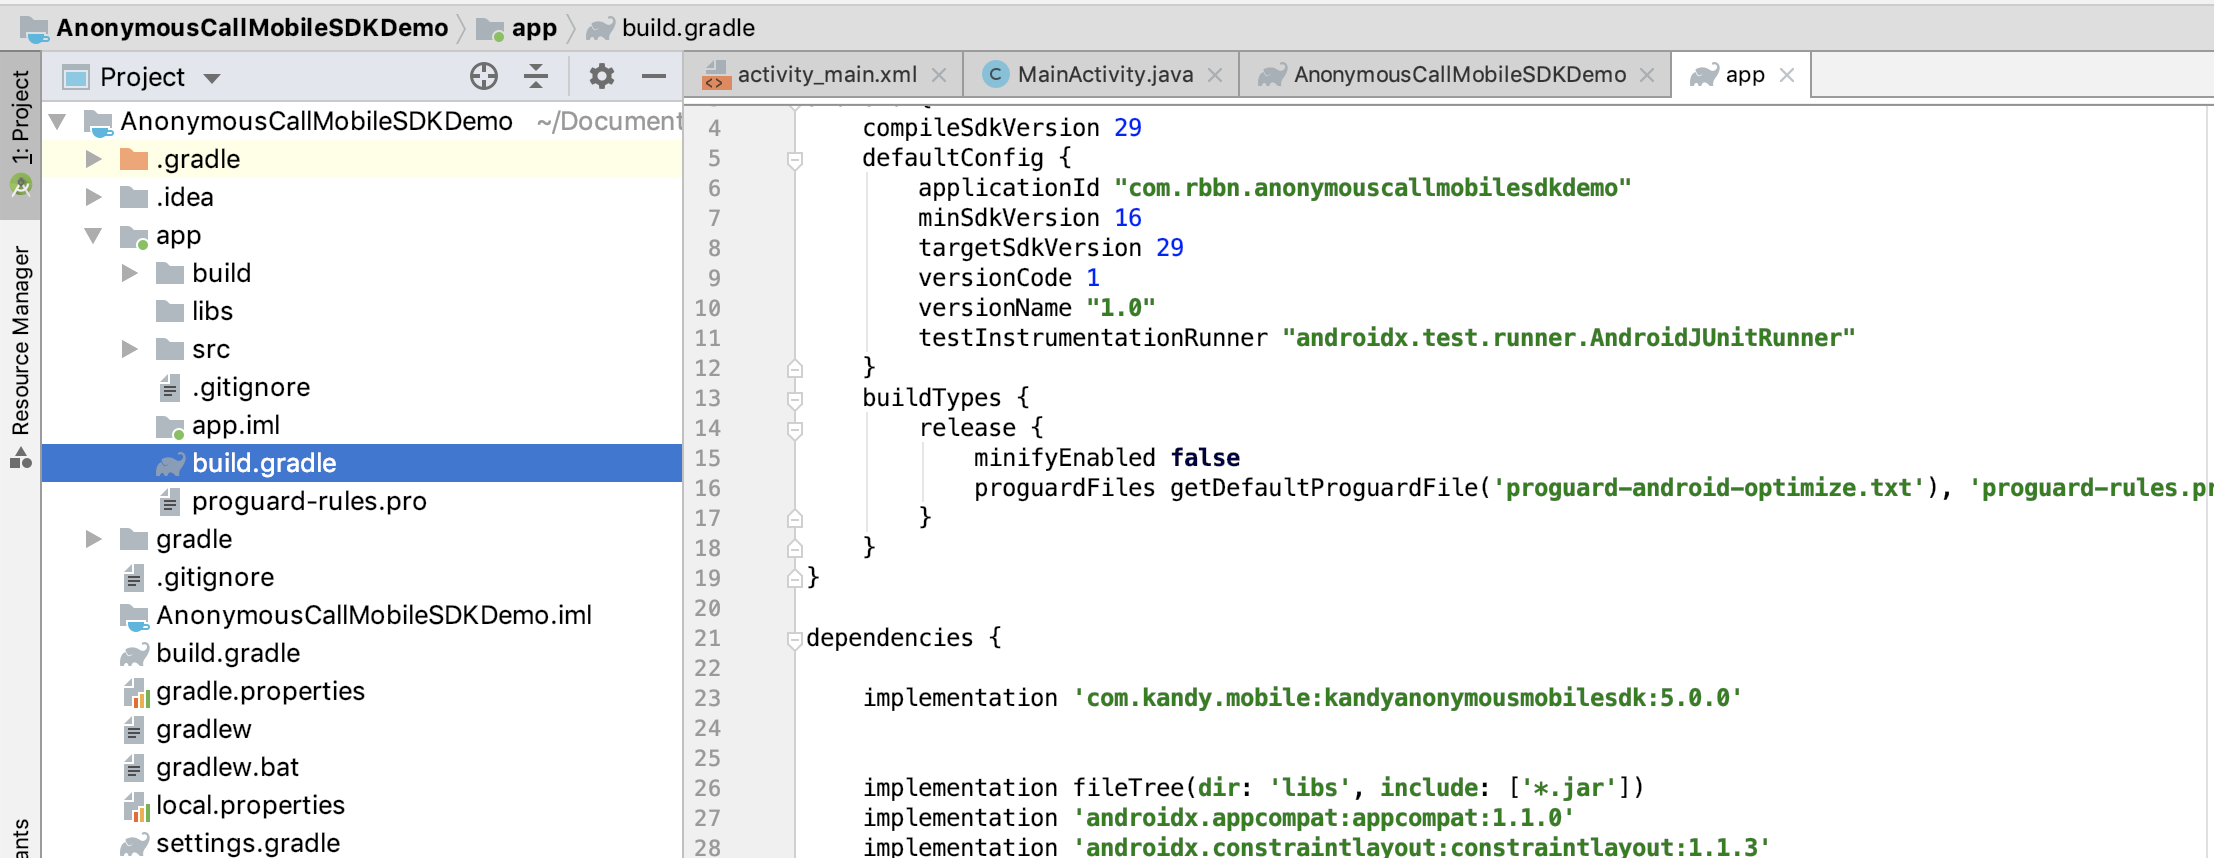 AnonymousCallMobileSDKDemo app build.gradle
1: Project
Resource Manager
Project
activity_main.xml MainActivity.java AnonymousCallMobileSDKDemo app
AnonymousCallMobileSDKDemo ~/Document
.gradle
.idea
app
build
libs
src
.gitignore
app.iml
build.gradle
proguard-rules.pro
gradle
.gitignore
AnonymousCallMobileSDKDemo.iml
build.gradle
gradle.properties
gradlew
gradlew.bat
local.properties
settings.gradle
4 compileSdkVersion 29
5 defaultConfig {
6 applicationId "com.rbbn.anonymouscallmobilesdkdemo"
7 minSdkVersion 16
8 targetSdkVersion 29
9 versionCode 1
10 versionName "1.0"
11 testInstrumentationRunner "androidx.test.runner.AndroidJUnitRunner"
12 }
13 buildTypes {
14 release {
15 minifyEnabled false
16 proguardFiles getDefaultProguardFile('proguard-android-optimize.txt'), 'proguard-rules.pr
17 }
18 }
19 }
20
21 dependencies {
22
23 implementation 'com.kandy.mobile:kandyanonymousmobilesdk:5.0.0'
24
25
26 implementation fileTree(dir: 'libs', include: ['*.jar'])
27 implementation 'androidx.appcompat:appcompat:1.1.0'
28 implementation 'androidx.constraintlayout:constraintlayout:1.1.3'